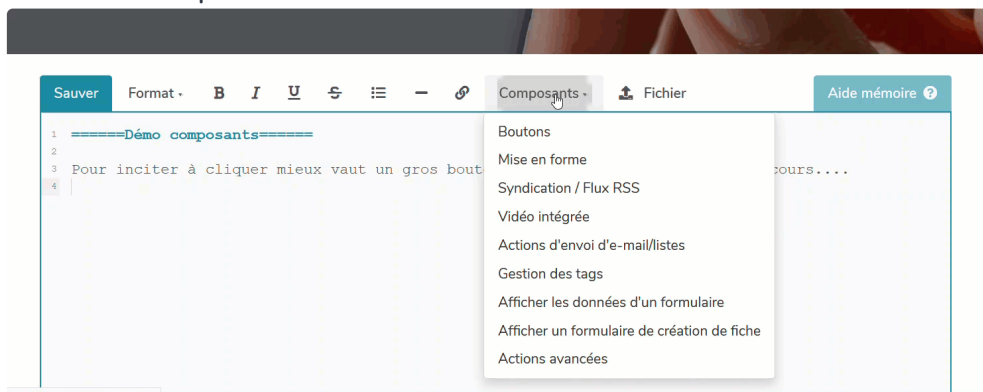 Sauver Format B I U S Composants Fichier Aide mémoire ?
1 ======Démo composants======
2
3 Pour inciter à cliquer mieux vaut un gros bout cours....
4
Boutons
Mise en forme
Syndication / Flux RSS
Vidéo intégrée
Actions d'envoi d'e-mail/listes
Gestion des tags
Afficher les données d'un formulaire
Afficher un formulaire de création de fiche
Actions avancées